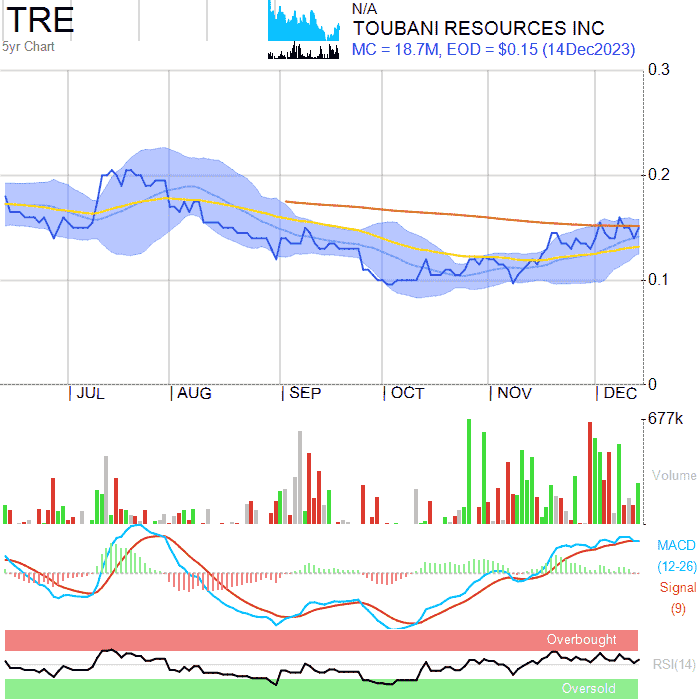 TRE
5yr Chart
N/A
TOUBANI RESOURCES INC
MC = 18.7M, EOD = $0.15 (14Dec2023)
0.3
0.2
0.1
0
| JUL | AUG | SEP | OCT | NOV | DEC
677k
Volume
MACD
(12-26)
Signal
(9)
Overbought
RSI(14)
Oversold